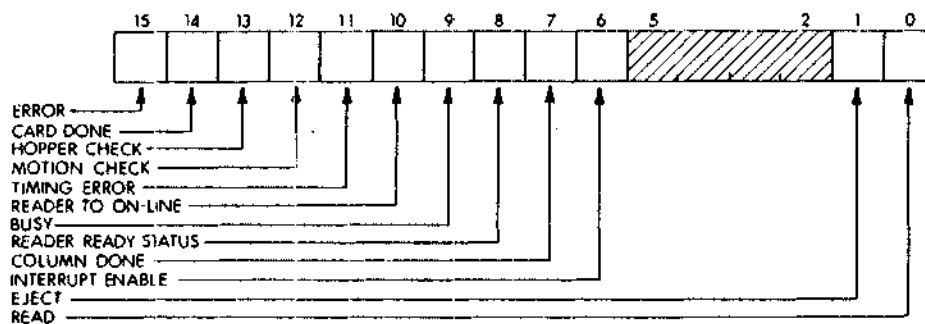 15 14 13 12 11 10 9 8 7 6 5 2 1 0
ERROR
CARD DONE
HOPPER CHECK
MOTION CHECK
TIMING ERROR
READER TO ON-LINE
BUSY
READER READY STATUS
COLUMN DONE
INTERRUPT ENABLE
EJECT
READ